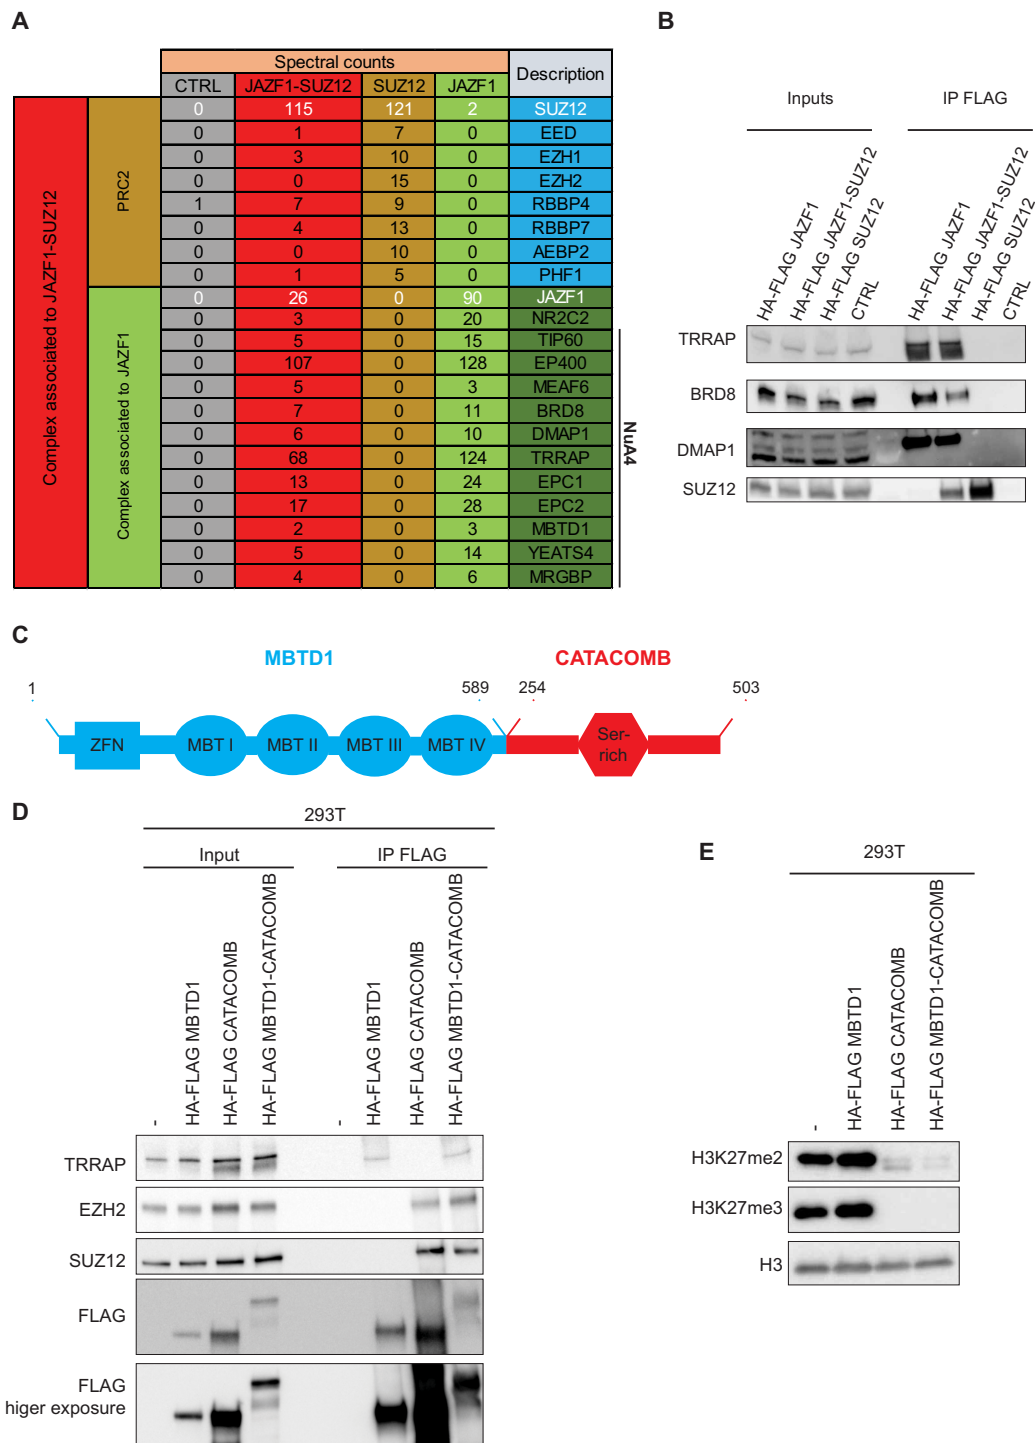 A
Spectral counts
Description
CTRL JAZF1-SUZ12 SUZ12 JAZF1
Complex associated to JAZF1-SUZ12
PRC2
Complex associated to JAZF1
0 115 121 2 SUZ12
0 1 7 0 EED
0 3 10 0 EZH1
0 0 15 0 EZH2
1 7 9 0 RBBP4
0 4 13 0 RBBP7
0 0 10 0 AEBP2
0 1 5 0 PHF1
0 26 0 90 JAZF1
0 3 0 20 NR2C2
0 5 0 15 TIP60
0 107 0 128 EP400
0 5 0 3 MEAF6
0 7 0 11 BRD8
0 6 0 10 DMAP1
0 68 0 124 TRRAP
0 13 0 24 EPC1
0 17 0 28 EPC2
0 2 0 3 MBTD1
0 5 0 14 YEATS4
0 4 0 6 MRGBP
NuA4
B
Inputs IP FLAG
HA-FLAG JAZF1
HA-FLAG JAZF1-SUZ12
HA-FLAG SUZ12
CTRL
HA-FLAG JAZF1
HA-FLAG JAZF1-SUZ12
HA-FLAG SUZ12
CTRL
TRRAP
BRD8
DMAP1
SUZ12
C
MBTD1 CATACOMB
1 589 254 503
ZFN MBT I MBT II MBT III MBT IV Ser-
rich
D
293T
Input IP FLAG
-
HA-FLAG MBTD1
HA-FLAG CATACOMB
HA-FLAG MBTD1-CATACOMB
-
HA-FLAG MBTD1
HA-FLAG CATACOMB
HA-FLAG MBTD1-CATACOMB
TRRAP
EZH2
SUZ12
FLAG
FLAG
higer exposure
E
293T
-
HA-FLAG MBTD1
HA-FLAG CATACOMB
HA-FLAG MBTD1-CATACOMB
H3K27me2
H3K27me3
H3